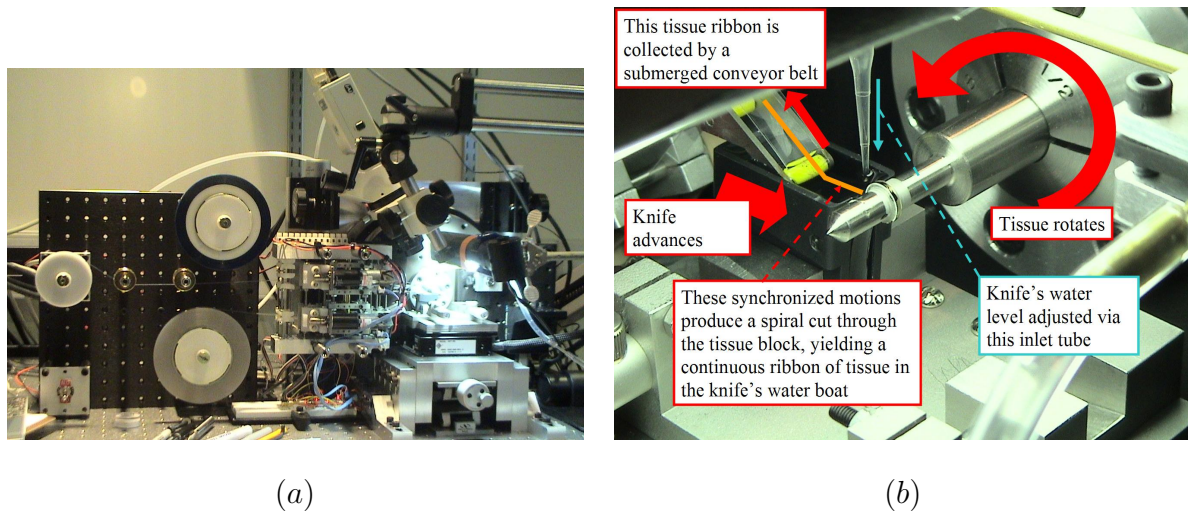 This tissue ribbon is
collected by a
submerged conveyor belt
1/2
Knife
advances
Tissue rotates
These synchronized motions
produce a spiral cut through
the tissue block, yielding a
continuous ribbon of tissue in
the knife's water boat
Knife's water
level adjusted via
this inlet tube
(a)
(b)